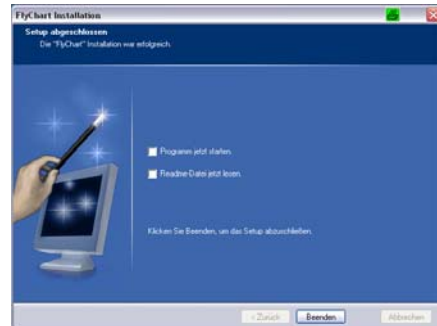 FlyChart Installation
Setup abgeschlossen
Die "FlyChart" Installation war erfolgreich.
Programm jetzt starten.
Readme-Datei jetzt lesen.
Klicken Sie Beenden, um das Setup abzuschließen.
< Zurück
Beenden
Abbrechen